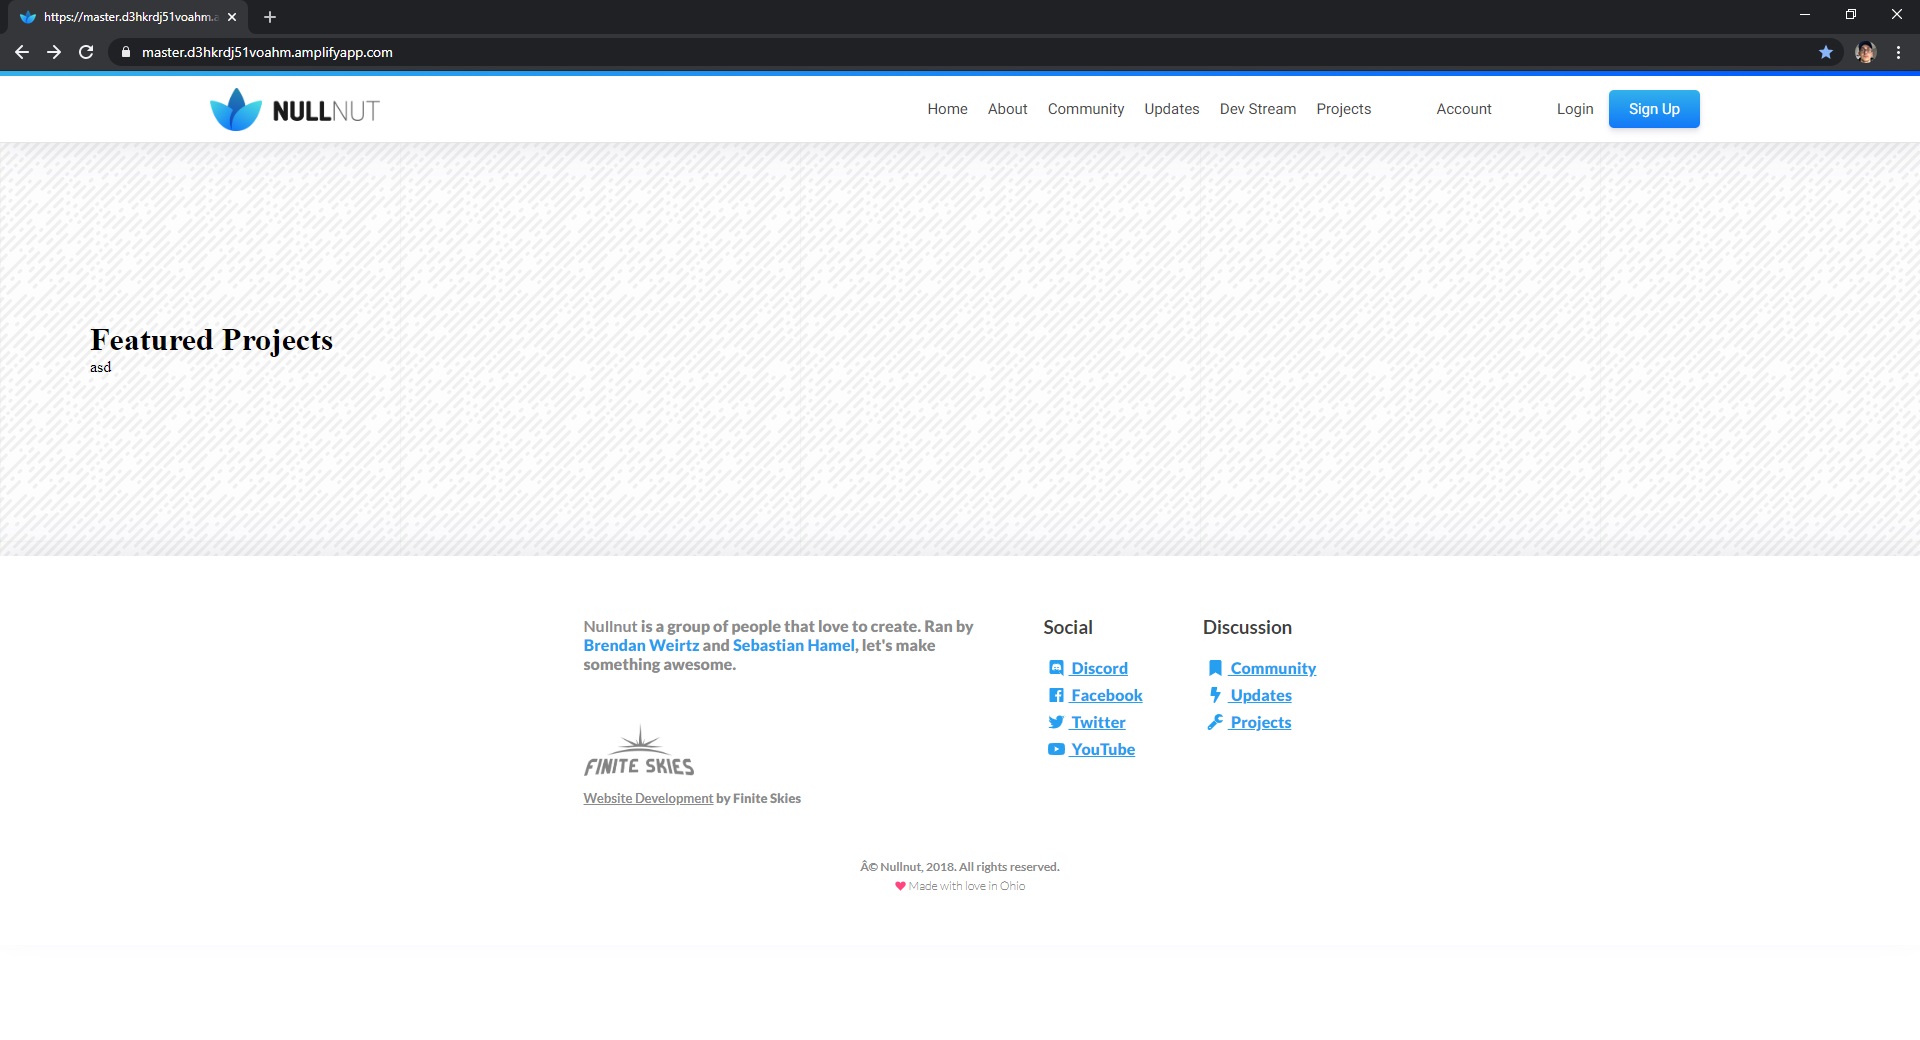 https://master.d3hkrdj51voahm.a
master.d3hkrdj51voahm.amplifyapp.com
NULLNUT
Home About Community Updates Dev Stream Projects Account Login Sign Up
Featured Projects
asd
Nullnut is a group of people that love to create. Ran by
Brendan Weirtz and Sebastian Hamel, let's make
something awesome.
FINITE SKIES
Website Development by Finite Skies
Social
Discord
Facebook
Twitter
YouTube
Discussion
Community
Updates
Projects
Â© Nullnut, 2018. All rights reserved.
Made with love in Ohio